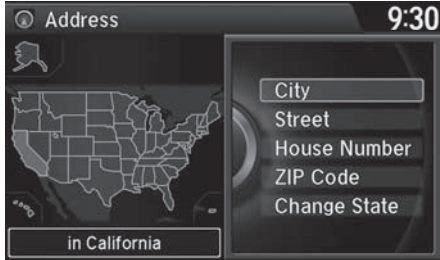 Address
9:30
City
Street
House Number
ZIP Code
Change State
in California